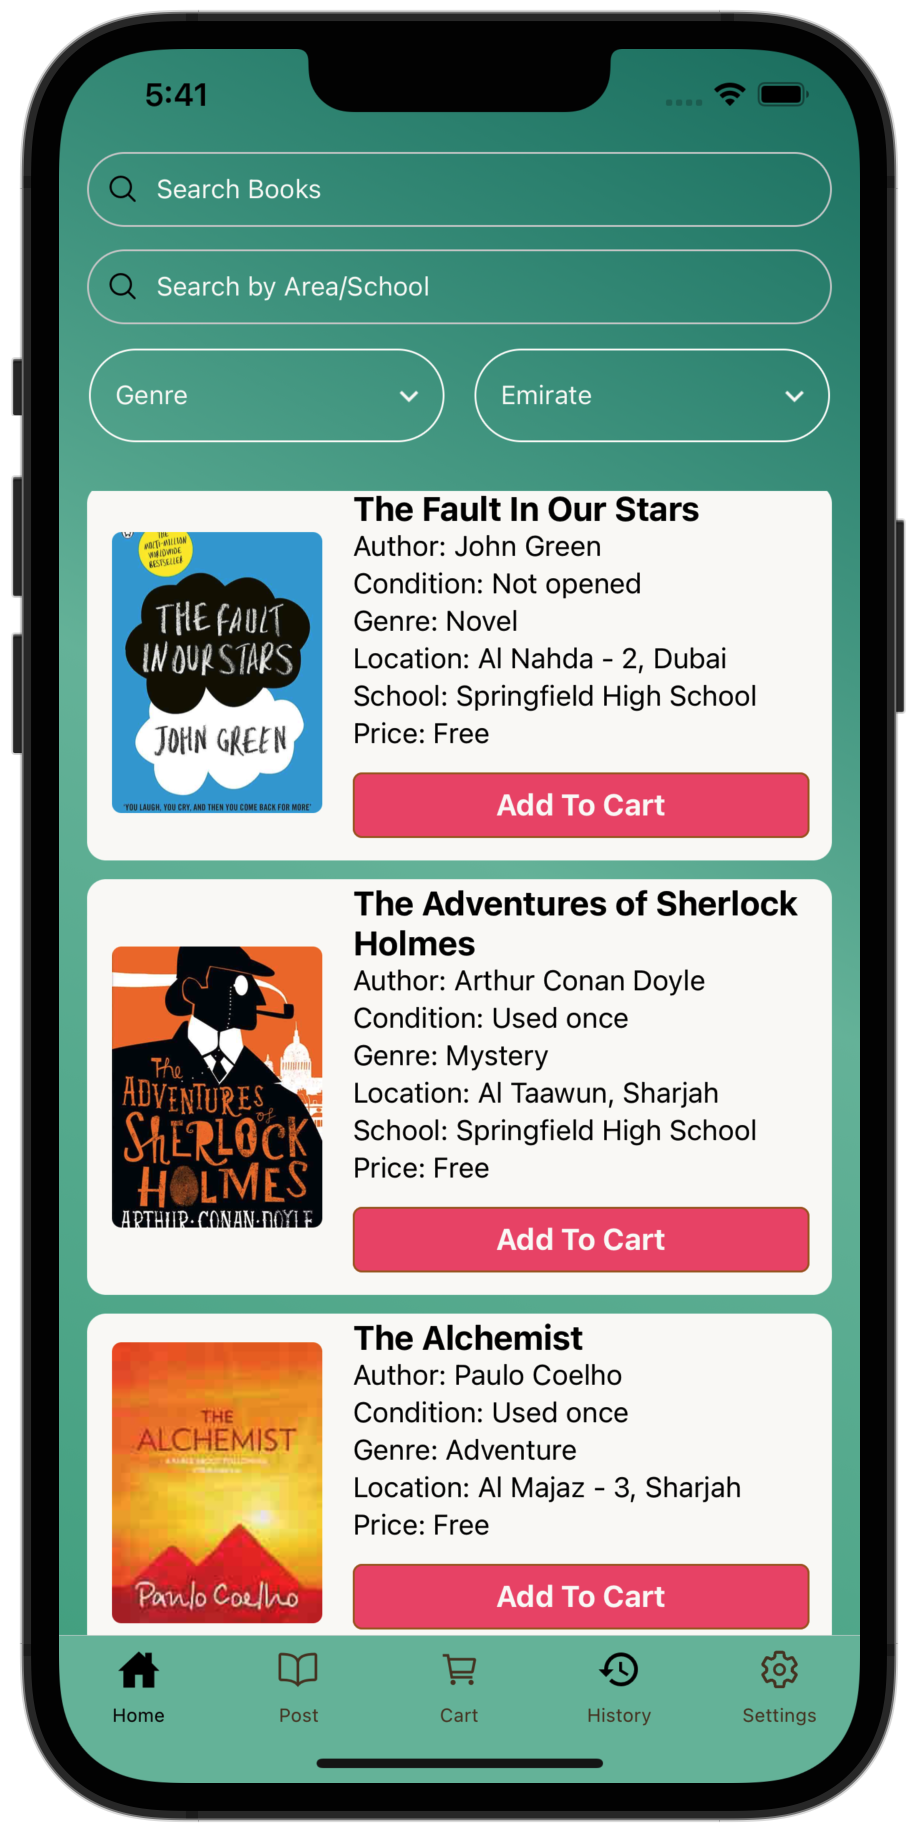 5:41
Search Books
Search by Area/School
Genre
Emirate
THE
MULTI-MILLION
WORLDWIDE
BESTSELLER
THE FAULT
IN OUR STARS
JOHN GREEN
'YOU LAUGH, YOU CRY, AND THEN YOU COME BACK FOR MORE'
The Fault In Our Stars
Author: John Green
Condition: Not opened
Genre: Novel
Location: Al Nahda - 2, Dubai
School: Springfield High School
Price: Free
Add To Cart
The
ADVENTURES
of
SHERLOCK
HOLMES
ARTHUR·CONAN·DOYLE
The Adventures of Sherlock
Holmes
Author: Arthur Conan Doyle
Condition: Used once
Genre: Mystery
Location: Al Taawun, Sharjah
School: Springfield High School
Price: Free
Add To Cart
THE
ALCHEMIST
A FABLE ABOUT FOLLOWING
YOUR DREAM
Paulo Coelho
The Alchemist
Author: Paulo Coelho
Condition: Used once
Genre: Adventure
Location: Al Majaz - 3, Sharjah
Price: Free
Add To Cart
Home
Post
Cart
History
Settings